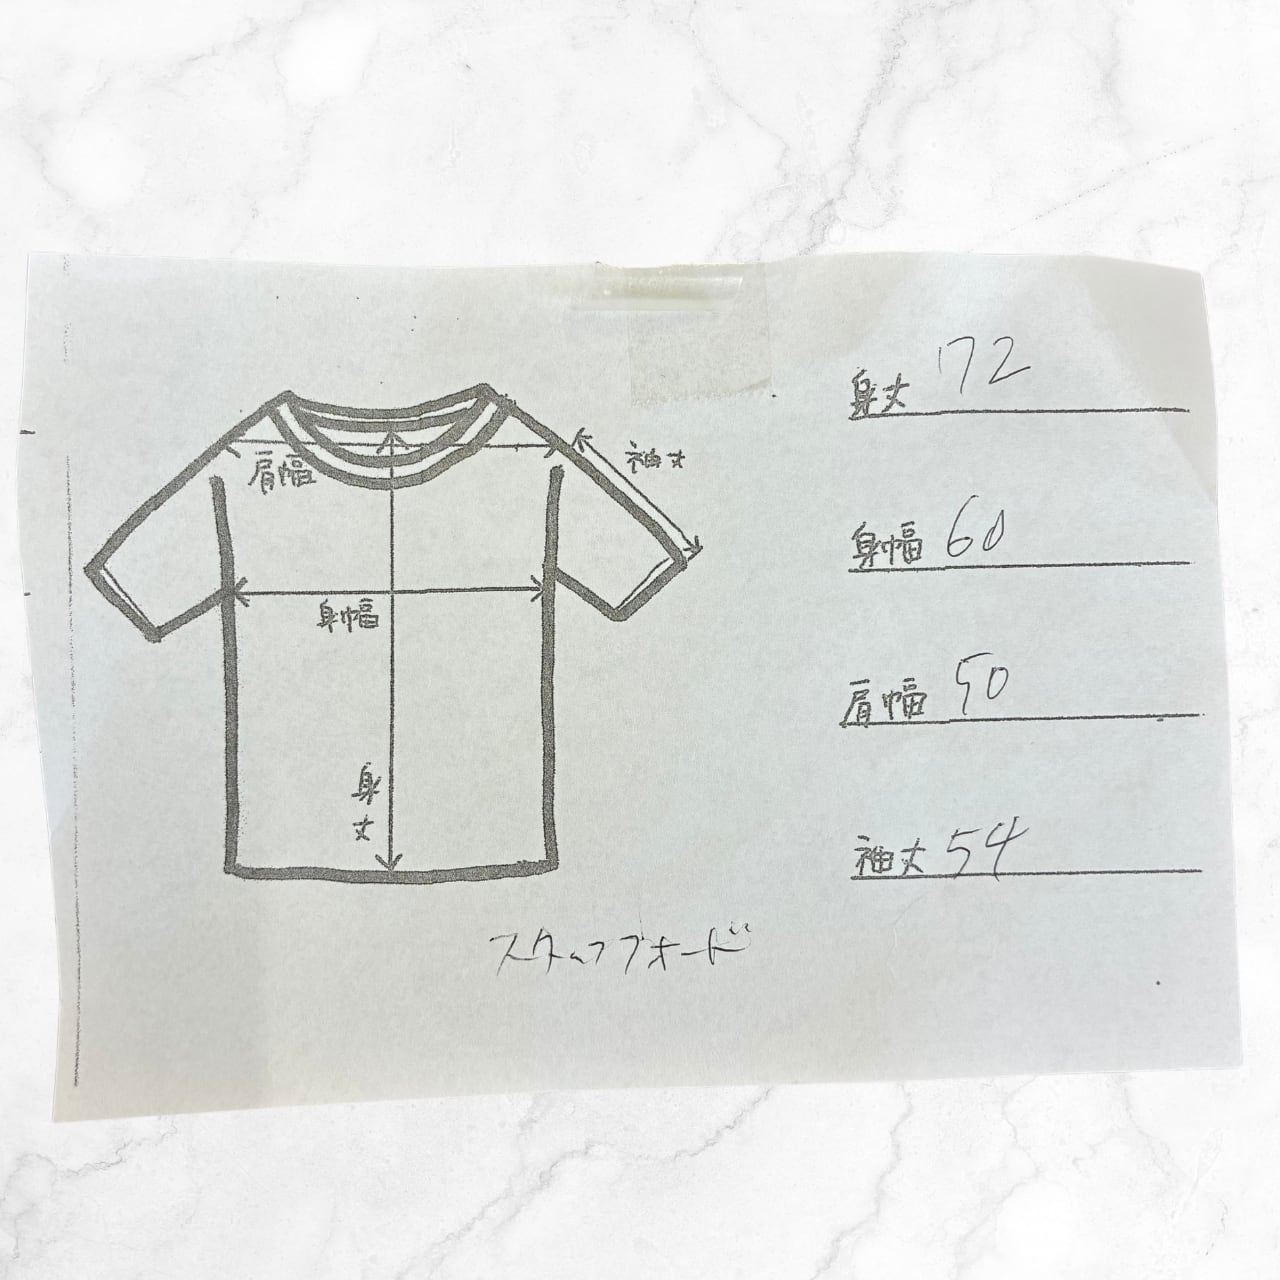 肩幅
袖丈
身幅
身丈
身丈 72
身幅 60
肩幅 50
袖丈 54
スタッフブオード